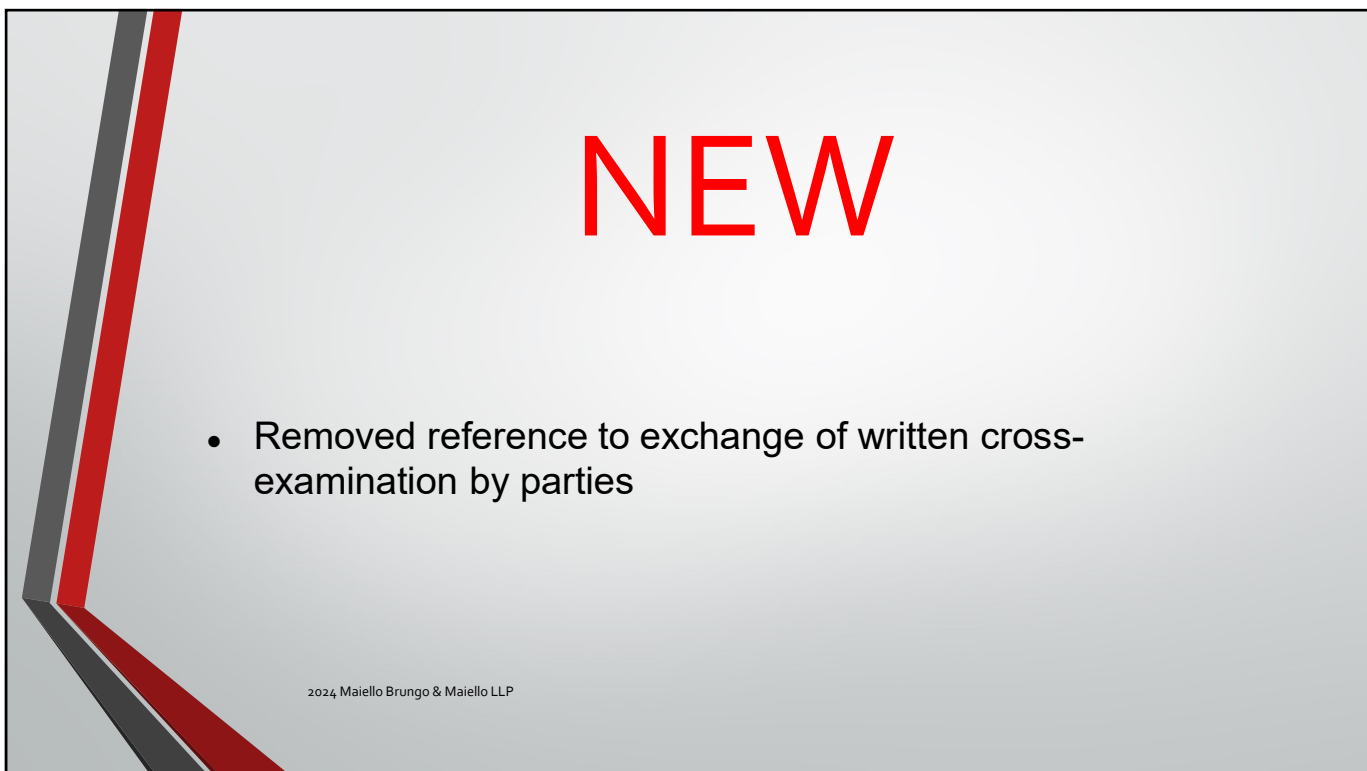 NEW
● Removed reference to exchange of written cross-
examination by parties
2024 Maiello Brungo & Maiello LLP